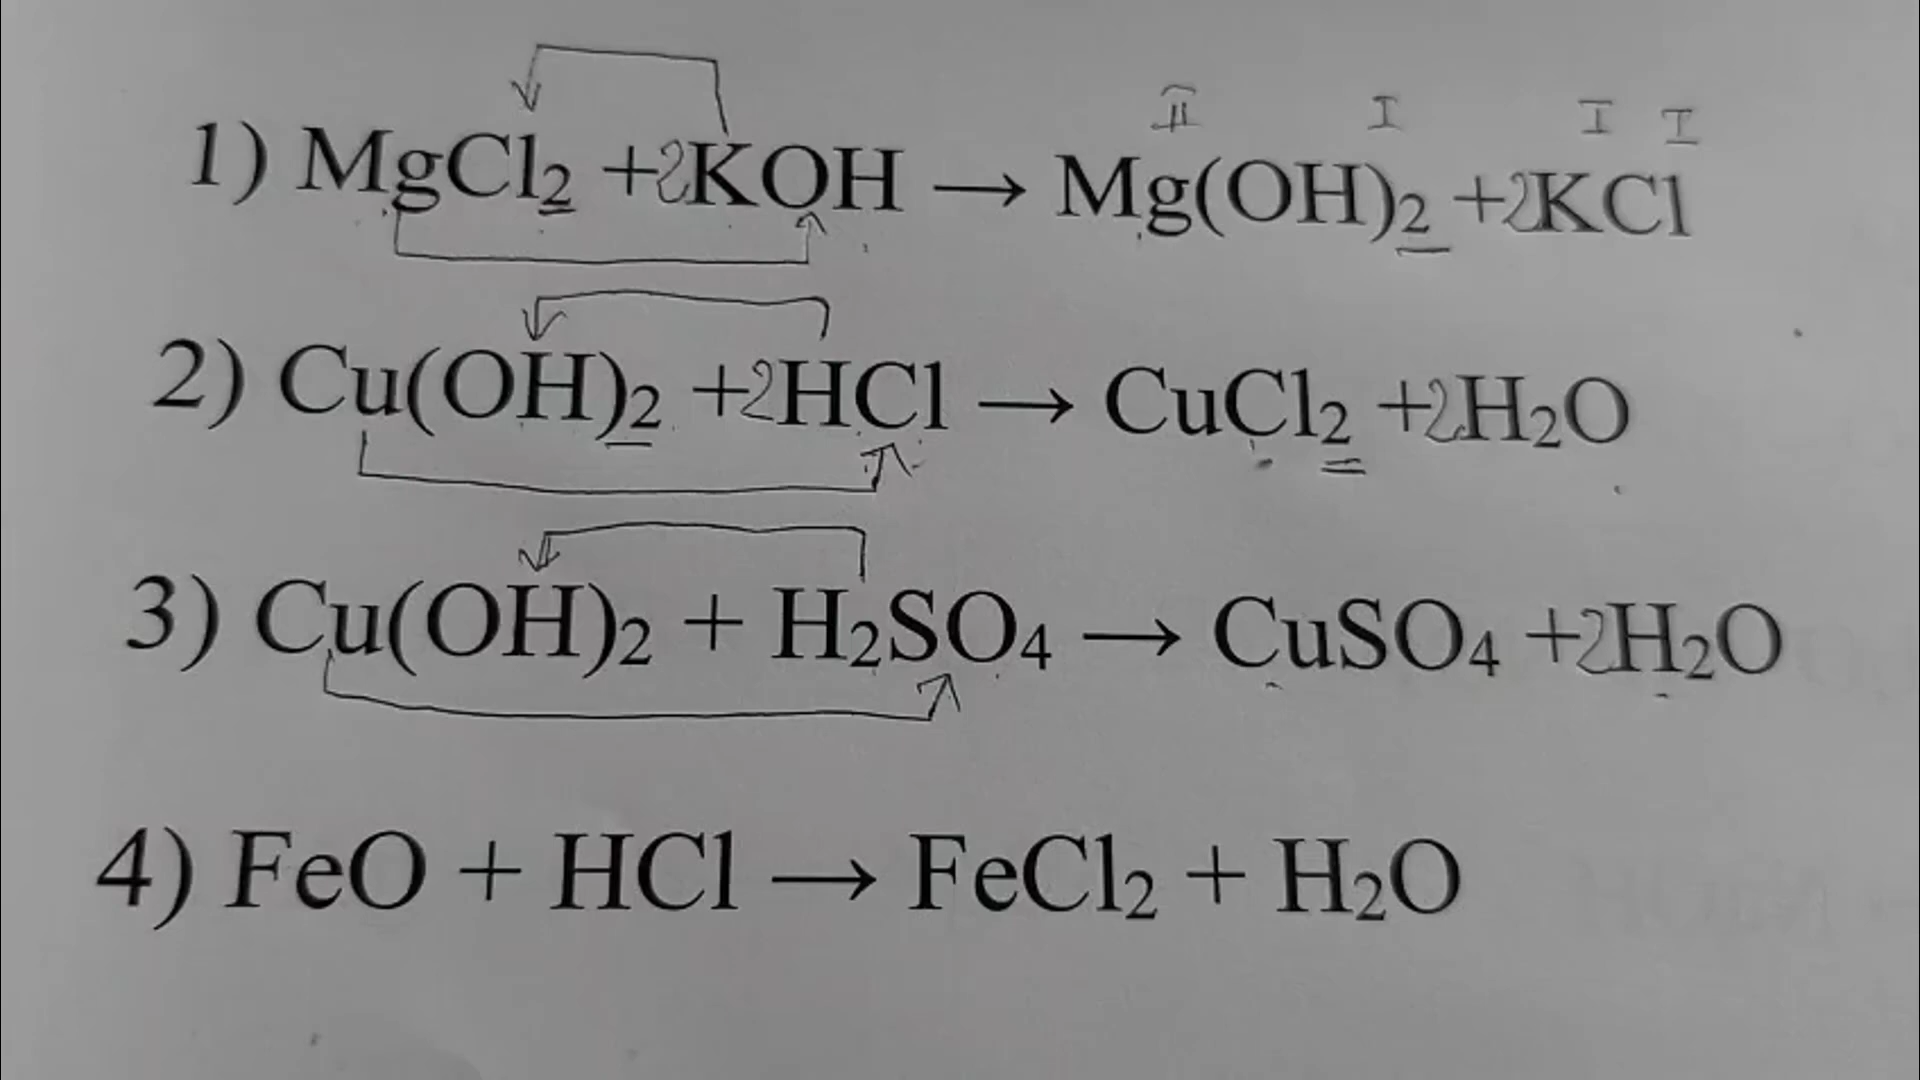 II I I I
1) MgCl₂ +2KOH → Mg(OH)₂ +2KCl
2) Cu(OH)₂ +2HCl → CuCl₂ +2H₂O
3) Cu(OH)₂ + H₂SO₄ → CuSO₄ +2H₂O
4) FeO + HCl → FeCl₂ + H₂O